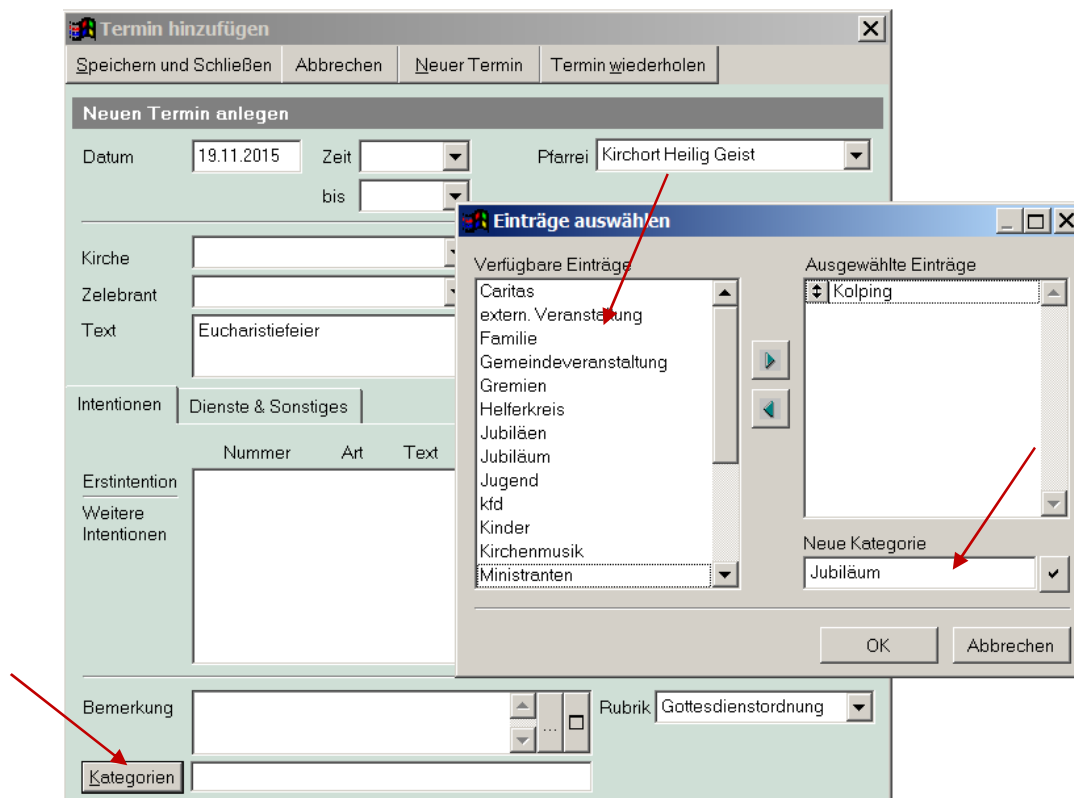 Termin hinzufügen
Speichern und Schließen Abbrechen Neuer Termin Termin wiederholen
Neuen Termin anlegen
Datum 19.11.2015 Zeit Pfarrei Kirchort Heilig Geist
bis
Kirche
Zelebrant
Text Eucharistiefeier
Intentionen Dienste & Sonstiges
Nummer Art Text
Erstintention
Weitere
Intentionen
Bemerkung ... Rubrik Gottesdienstordnung
Kategorien
Einträge auswählen
Verfügbare Einträge Ausgewählte Einträge
Caritas Kolping
extern. Veranstaltung
Familie
Gemeindeveranstaltung
Gremien
Helferkreis
Jubiläen
Jubiläum
Jugend
kfd
Kinder
Kirchenmusik
Ministranten
Neue Kategorie
Jubiläum
OK Abbrechen